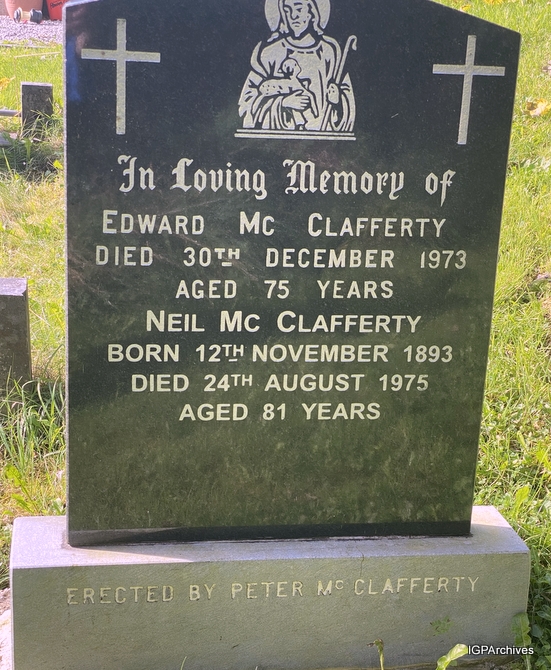 In Loving Memory of
EDWARD MC CLAFFERTY
DIED 30TH DECEMBER 1973
AGED 75 YEARS
NEIL MC CLAFFERTY
BORN 12TH NOVEMBER 1893
DIED 24TH AUGUST 1975
AGED 81 YEARS
ERECTED BY PETER Mc CLAFFERTY
IGPArchives